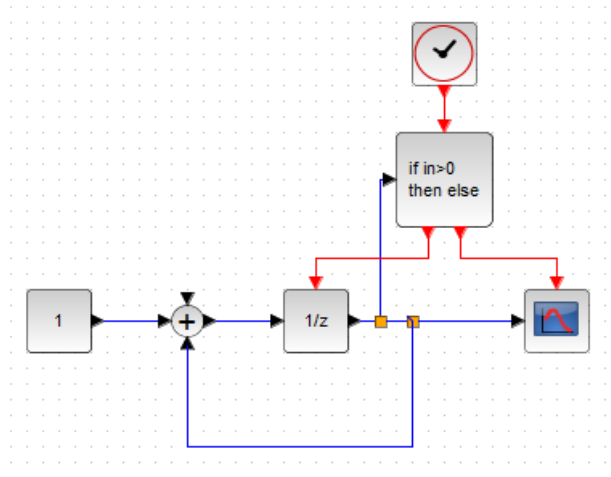 if in>0
then else
1
+
1/z